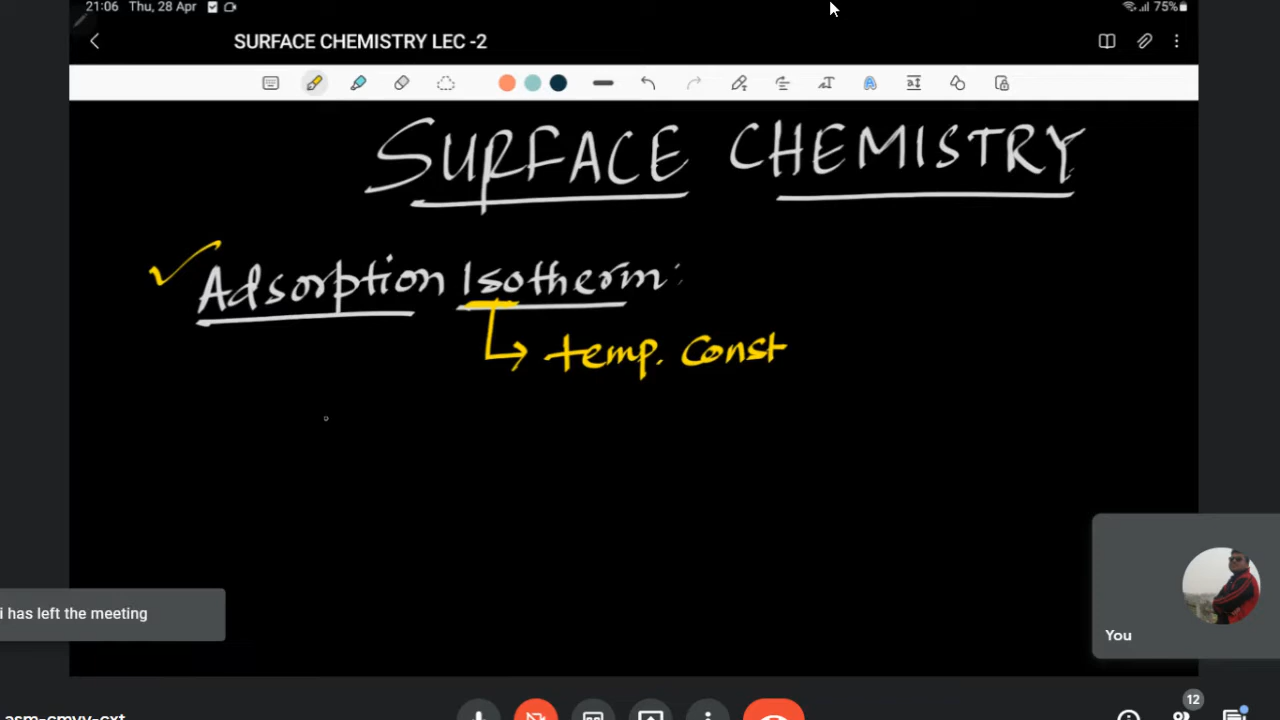 21:06 Thu, 28 Apr
75%
SURFACE CHEMISTRY LEC -2
SURFACE CHEMISTRY
Adsorption Isotherm:
temp. Const
i has left the meeting
You
12